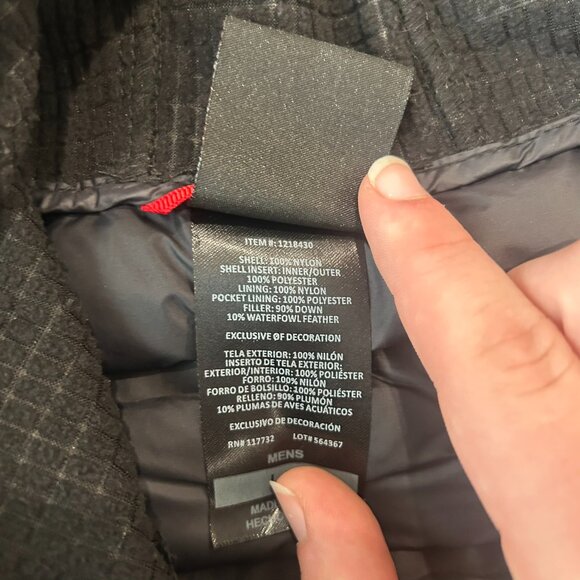 ITEM #: 1218430
SHELL: 100% NYLON
SHELL INSERT: INNER/OUTER
100% POLYESTER
LINING: 100% NYLON
POCKET LINING: 100% POLYESTER
FILLER: 90% DOWN
10% WATERFOWL FEATHER
EXCLUSIVE ØF DECORATION
TELA EXTERIOR: 100% NILÓN
INSERTO DE TELA EXTERIOR:
EXTERIOR/INTERIOR: 100% POLIÉSTER
FORRO: 100% NILÓN
FORRO DE BOLSILLO: 100% POLIÉSTER
RELLENO: 90% PLUMÓN
10% PLUMAS DE AVES ACUÁTICOS
EXCLUSIVO DE DECORACIÓN
RN# 117732 LOT# 564367
MENS